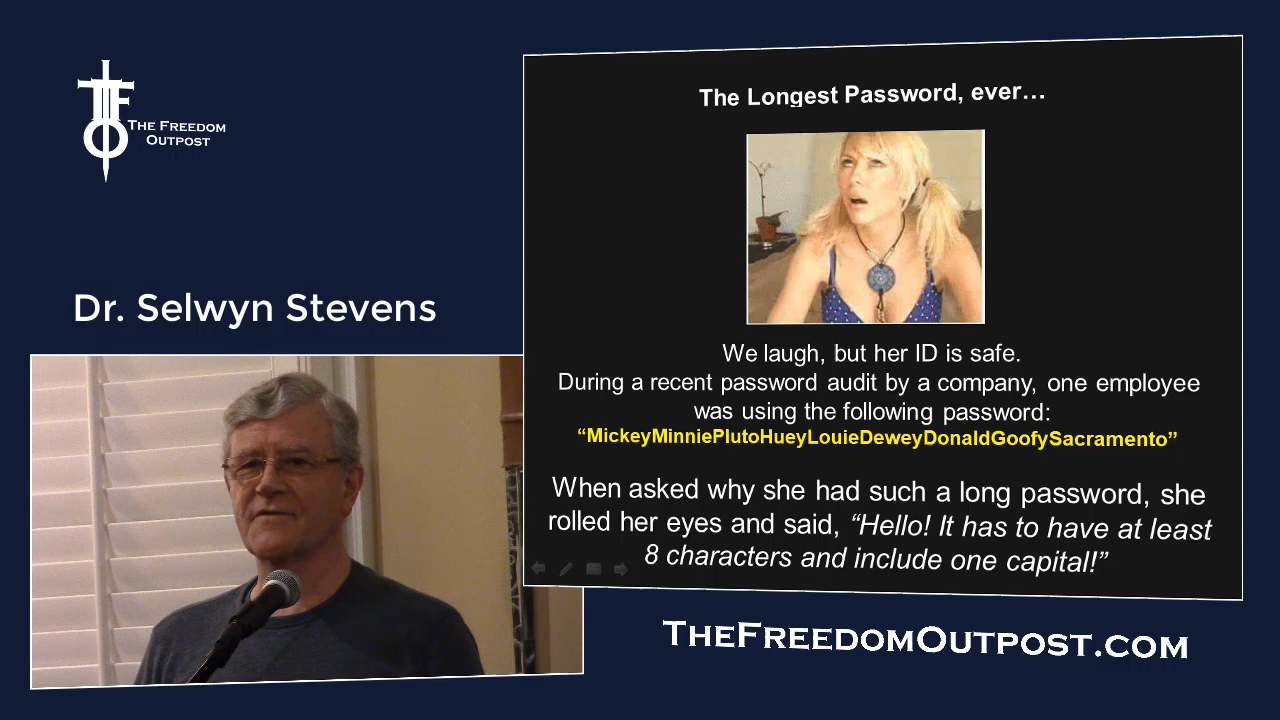 THE FREEDOM
OUTPOST
Dr. Selwyn Stevens
The Longest Password, ever…
We laugh, but her ID is safe.
During a recent password audit by a company, one employee
was using the following password:
“MickeyMinniePlutoHueyLouieDeweyDonaldGoofySacramento”
When asked why she had such a long password, she
rolled her eyes and said, “Hello! It has to have at least
8 characters and include one capital!”
THEFREEDOMOUTPOST.COM